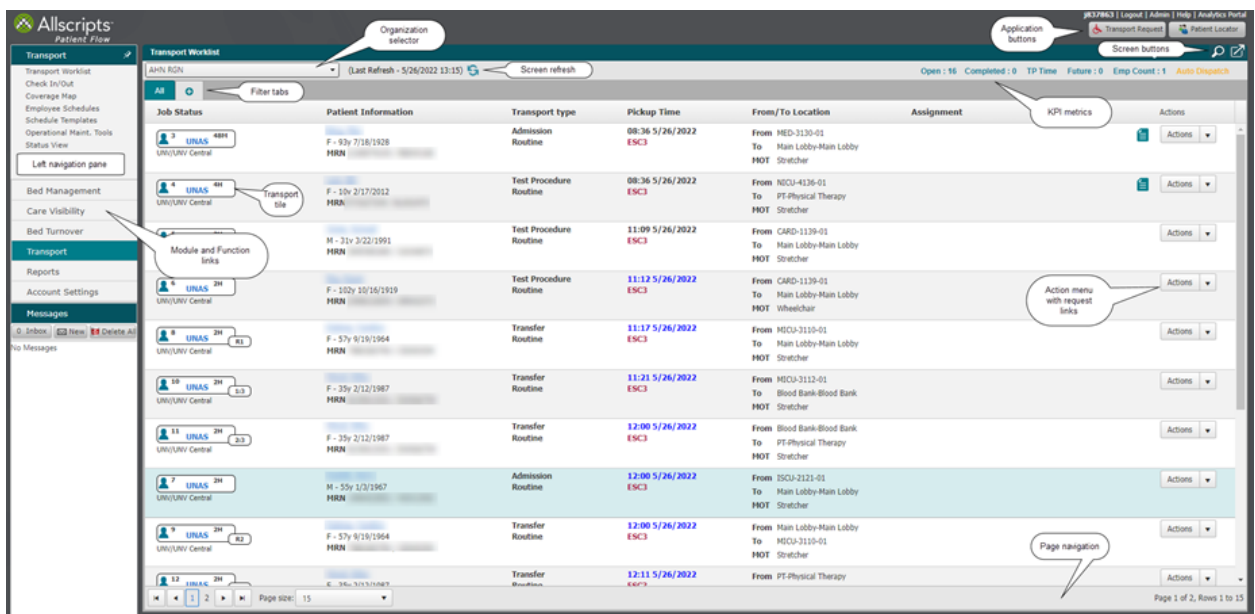 Allscripts
Patient Flow
jl837863 | Logout | Admin | Help | Analytics Portal
Transport Request
Patient Locator
Organization selector
Application buttons
Screen buttons
Transport
Transport Worklist
Check In/Out
Coverage Map
Employee Schedules
Schedule Templates
Operational Maint. Tools
Status View
Left navigation pane
Bed Management
Care Visibility
Bed Turnover
Transport
Reports
Account Settings
Messages
0 Inbox New Delete All
No Messages
Module and Function links
Transport Worklist
AHN RGN (Last Refresh - 5/26/2022 13:15) Screen refresh
Open : 16 Completed : 0 TP Time Future : 0 Emp Count : 1 Auto Dispatch
All Filter tabs
KPI metrics
Job Status Patient Information Transport type Pickup Time From/To Location Assignment Actions
3 UNAS 48H Admission 08:36 5/26/2022 From MED-3130-01 Actions
F - 93y 7/18/1928 Routine ESC3 To Main Lobby-Main Lobby
UNV/UNV Central MRN MOT Stretcher
4 UNAS 4H Test Procedure 08:36 5/26/2022 From NICU-4136-01 Actions
Transport tile
F - 10y 2/17/2012 Routine ESC3 To PT-Physical Therapy
UNV/UNV Central MRN MOT Stretcher
Test Procedure 11:09 5/26/2022 From CARD-1139-01 Actions
M - 31y 3/22/1991 Routine ESC3 To Main Lobby-Main Lobby
MRN MOT Stretcher
6 UNAS 2H Test Procedure 11:12 5/26/2022 From CARD-1139-01 Actions
F - 102y 10/16/1919 Routine ESC3 To Main Lobby-Main Lobby
UNV/UNV Central MRN MOT Wheelchair
Action menu with request links
8 UNAS 2H R1 Transfer 11:17 5/26/2022 From MICU-3110-01 Actions
F - 57y 9/19/1964 Routine ESC3 To Main Lobby-Main Lobby
UNV/UNV Central MRN MOT Stretcher
10 UNAS 2H 1:3 Transfer 11:21 5/26/2022 From MICU-3112-01 Actions
F - 35y 2/12/1987 Routine ESC3 To Blood Bank-Blood Bank
UNV/UNV Central MRN MOT Stretcher
11 UNAS 2H 2:3 Transfer 12:00 5/26/2022 From Blood Bank-Blood Bank Actions
F - 35y 2/12/1987 Routine ESC3 To PT-Physical Therapy
UNV/UNV Central MRN MOT Stretcher
7 UNAS 2H Admission 12:00 5/26/2022 From ISCU-2121-01 Actions
M - 55y 1/3/1967 Routine ESC3 To Main Lobby-Main Lobby
UNV/UNV Central MRN MOT Stretcher
9 UNAS 2H R2 Transfer 12:00 5/26/2022 From Main Lobby-Main Lobby Actions
F - 57y 9/19/1964 Routine ESC3 To MICU-3110-01
UNV/UNV Central MRN MOT Stretcher
Page navigation
12 UNAS 2H Transfer 12:11 5/26/2022 From PT-Physical Therapy Actions
F - 35y 2/12/1987 Routine ESC3
1 2 Page size: 15 Page 1 of 2, Rows 1 to 15